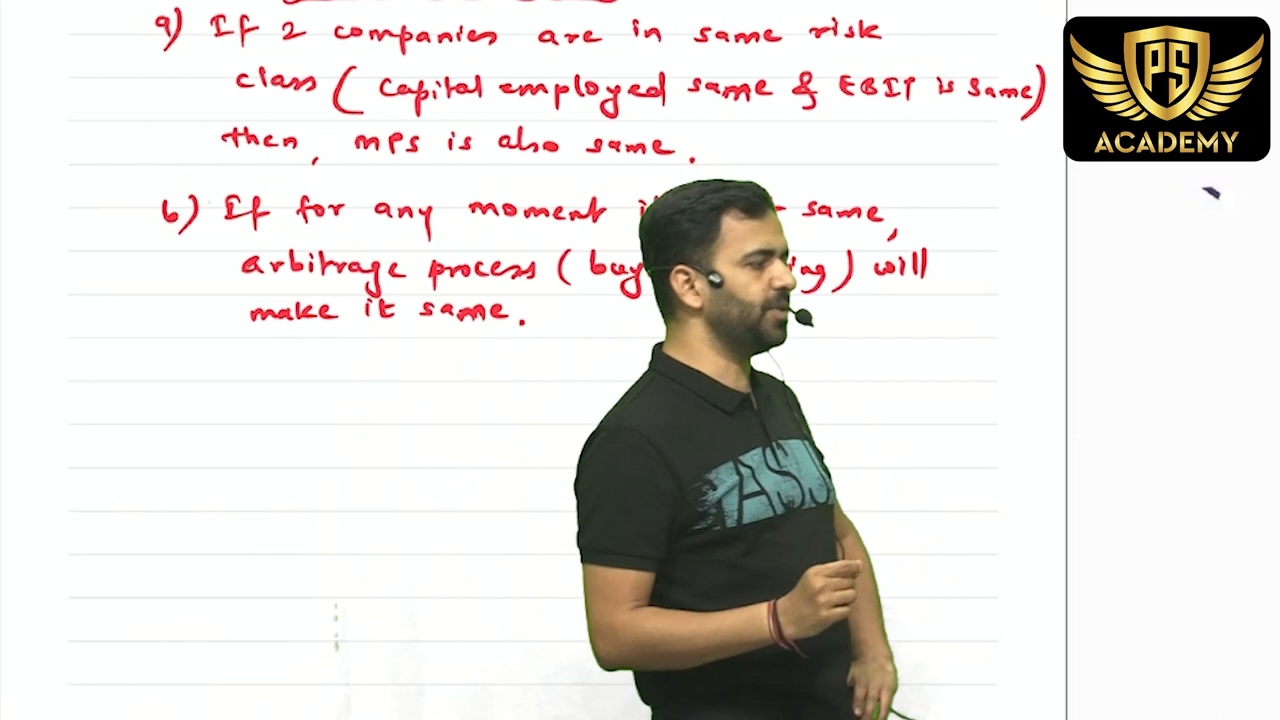 a) If 2 companies are in same risk
class ( capital employed same & EBIT is same)
then, MPS is also same.
b) If for any moment same,
arbitrage process ( buy ) will
make it same.
PS
ACADEMY